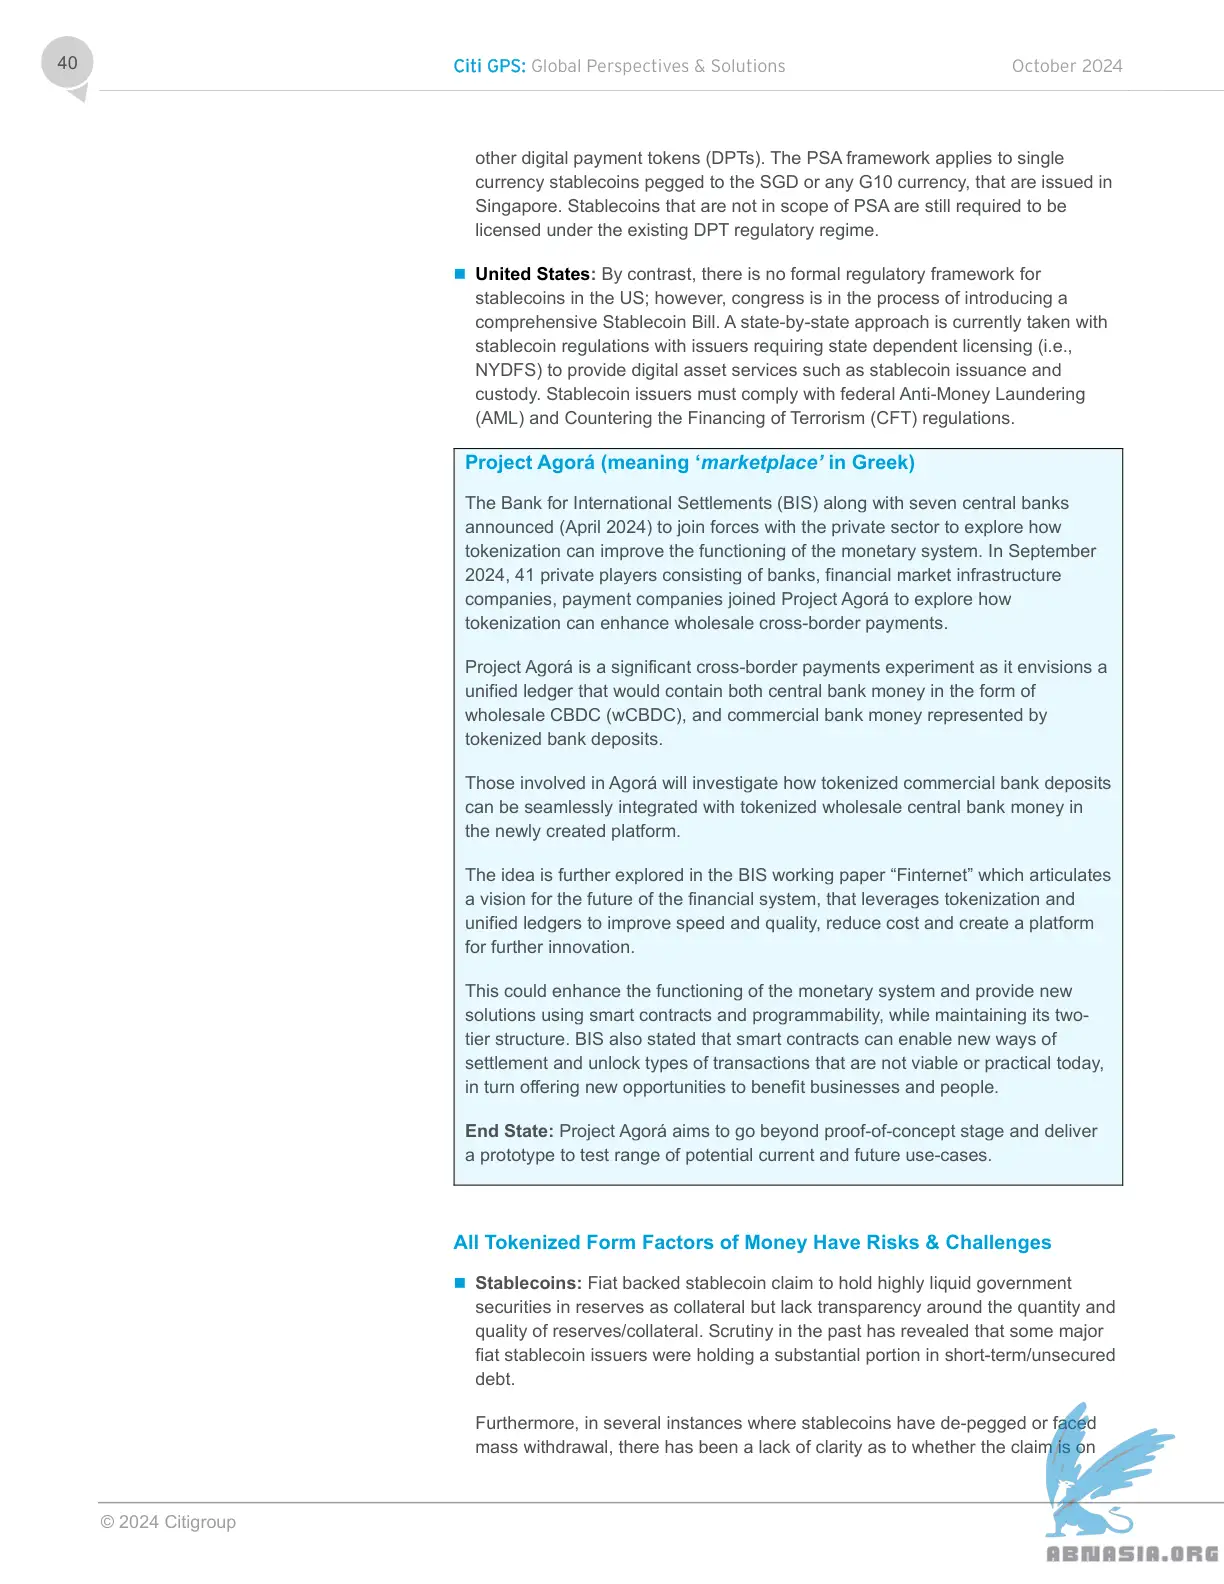 40
Citi GPS: Global Perspectives & Solutions
October 2024
other digital payment tokens (DPTs). The PSA framework applies to single
currency stablecoins pegged to the SGD or any G10 currency, that are issued in
Singapore. Stablecoins that are not in scope of PSA are still required to be
licensed under the existing DPT regulatory regime.
United States: By contrast, there is no formal regulatory framework for
stablecoins in the US; however, congress is in the process of introducing a
comprehensive Stablecoin Bill. A state-by-state approach is currently taken with
stablecoin regulations with issuers requiring state dependent licensing (i.e.,
NYDFS) to provide digital asset services such as stablecoin issuance and
custody. Stablecoin issuers must comply with federal Anti-Money Laundering
(AML) and Countering the Financing of Terrorism (CFT) regulations.
Project Agorá (meaning ‘marketplace’ in Greek)
The Bank for International Settlements (BIS) along with seven central banks
announced (April 2024) to join forces with the private sector to explore how
tokenization can improve the functioning of the monetary system. In September
2024, 41 private players consisting of banks, financial market infrastructure
companies, payment companies joined Project Agorá to explore how
tokenization can enhance wholesale cross-border payments.
Project Agorá is a significant cross-border payments experiment as it envisions a
unified ledger that would contain both central bank money in the form of
wholesale CBDC (wCBDC), and commercial bank money represented by
tokenized bank deposits.
Those involved in Agorá will investigate how tokenized commercial bank deposits
can be seamlessly integrated with tokenized wholesale central bank money in
the newly created platform.
The idea is further explored in the BIS working paper “Finternet” which articulates
a vision for the future of the financial system, that leverages tokenization and
unified ledgers to improve speed and quality, reduce cost and create a platform
for further innovation.
This could enhance the functioning of the monetary system and provide new
solutions using smart contracts and programmability, while maintaining its two-
tier structure. BIS also stated that smart contracts can enable new ways of
settlement and unlock types of transactions that are not viable or practical today,
in turn offering new opportunities to benefit businesses and people.
End State: Project Agorá aims to go beyond proof-of-concept stage and deliver
a prototype to test range of potential current and future use-cases.
All Tokenized Form Factors of Money Have Risks & Challenges
Stablecoins: Fiat backed stablecoin claim to hold highly liquid government
securities in reserves as collateral but lack transparency around the quantity and
quality of reserves/collateral. Scrutiny in the past has revealed that some major
fiat stablecoin issuers were holding a substantial portion in short-term/unsecured
debt.
Furthermore, in several instances where stablecoins have de-pegged or faced
mass withdrawal, there has been a lack of clarity as to whether the claim is on
© 2024 Citigroup
ABNASIA.ORG